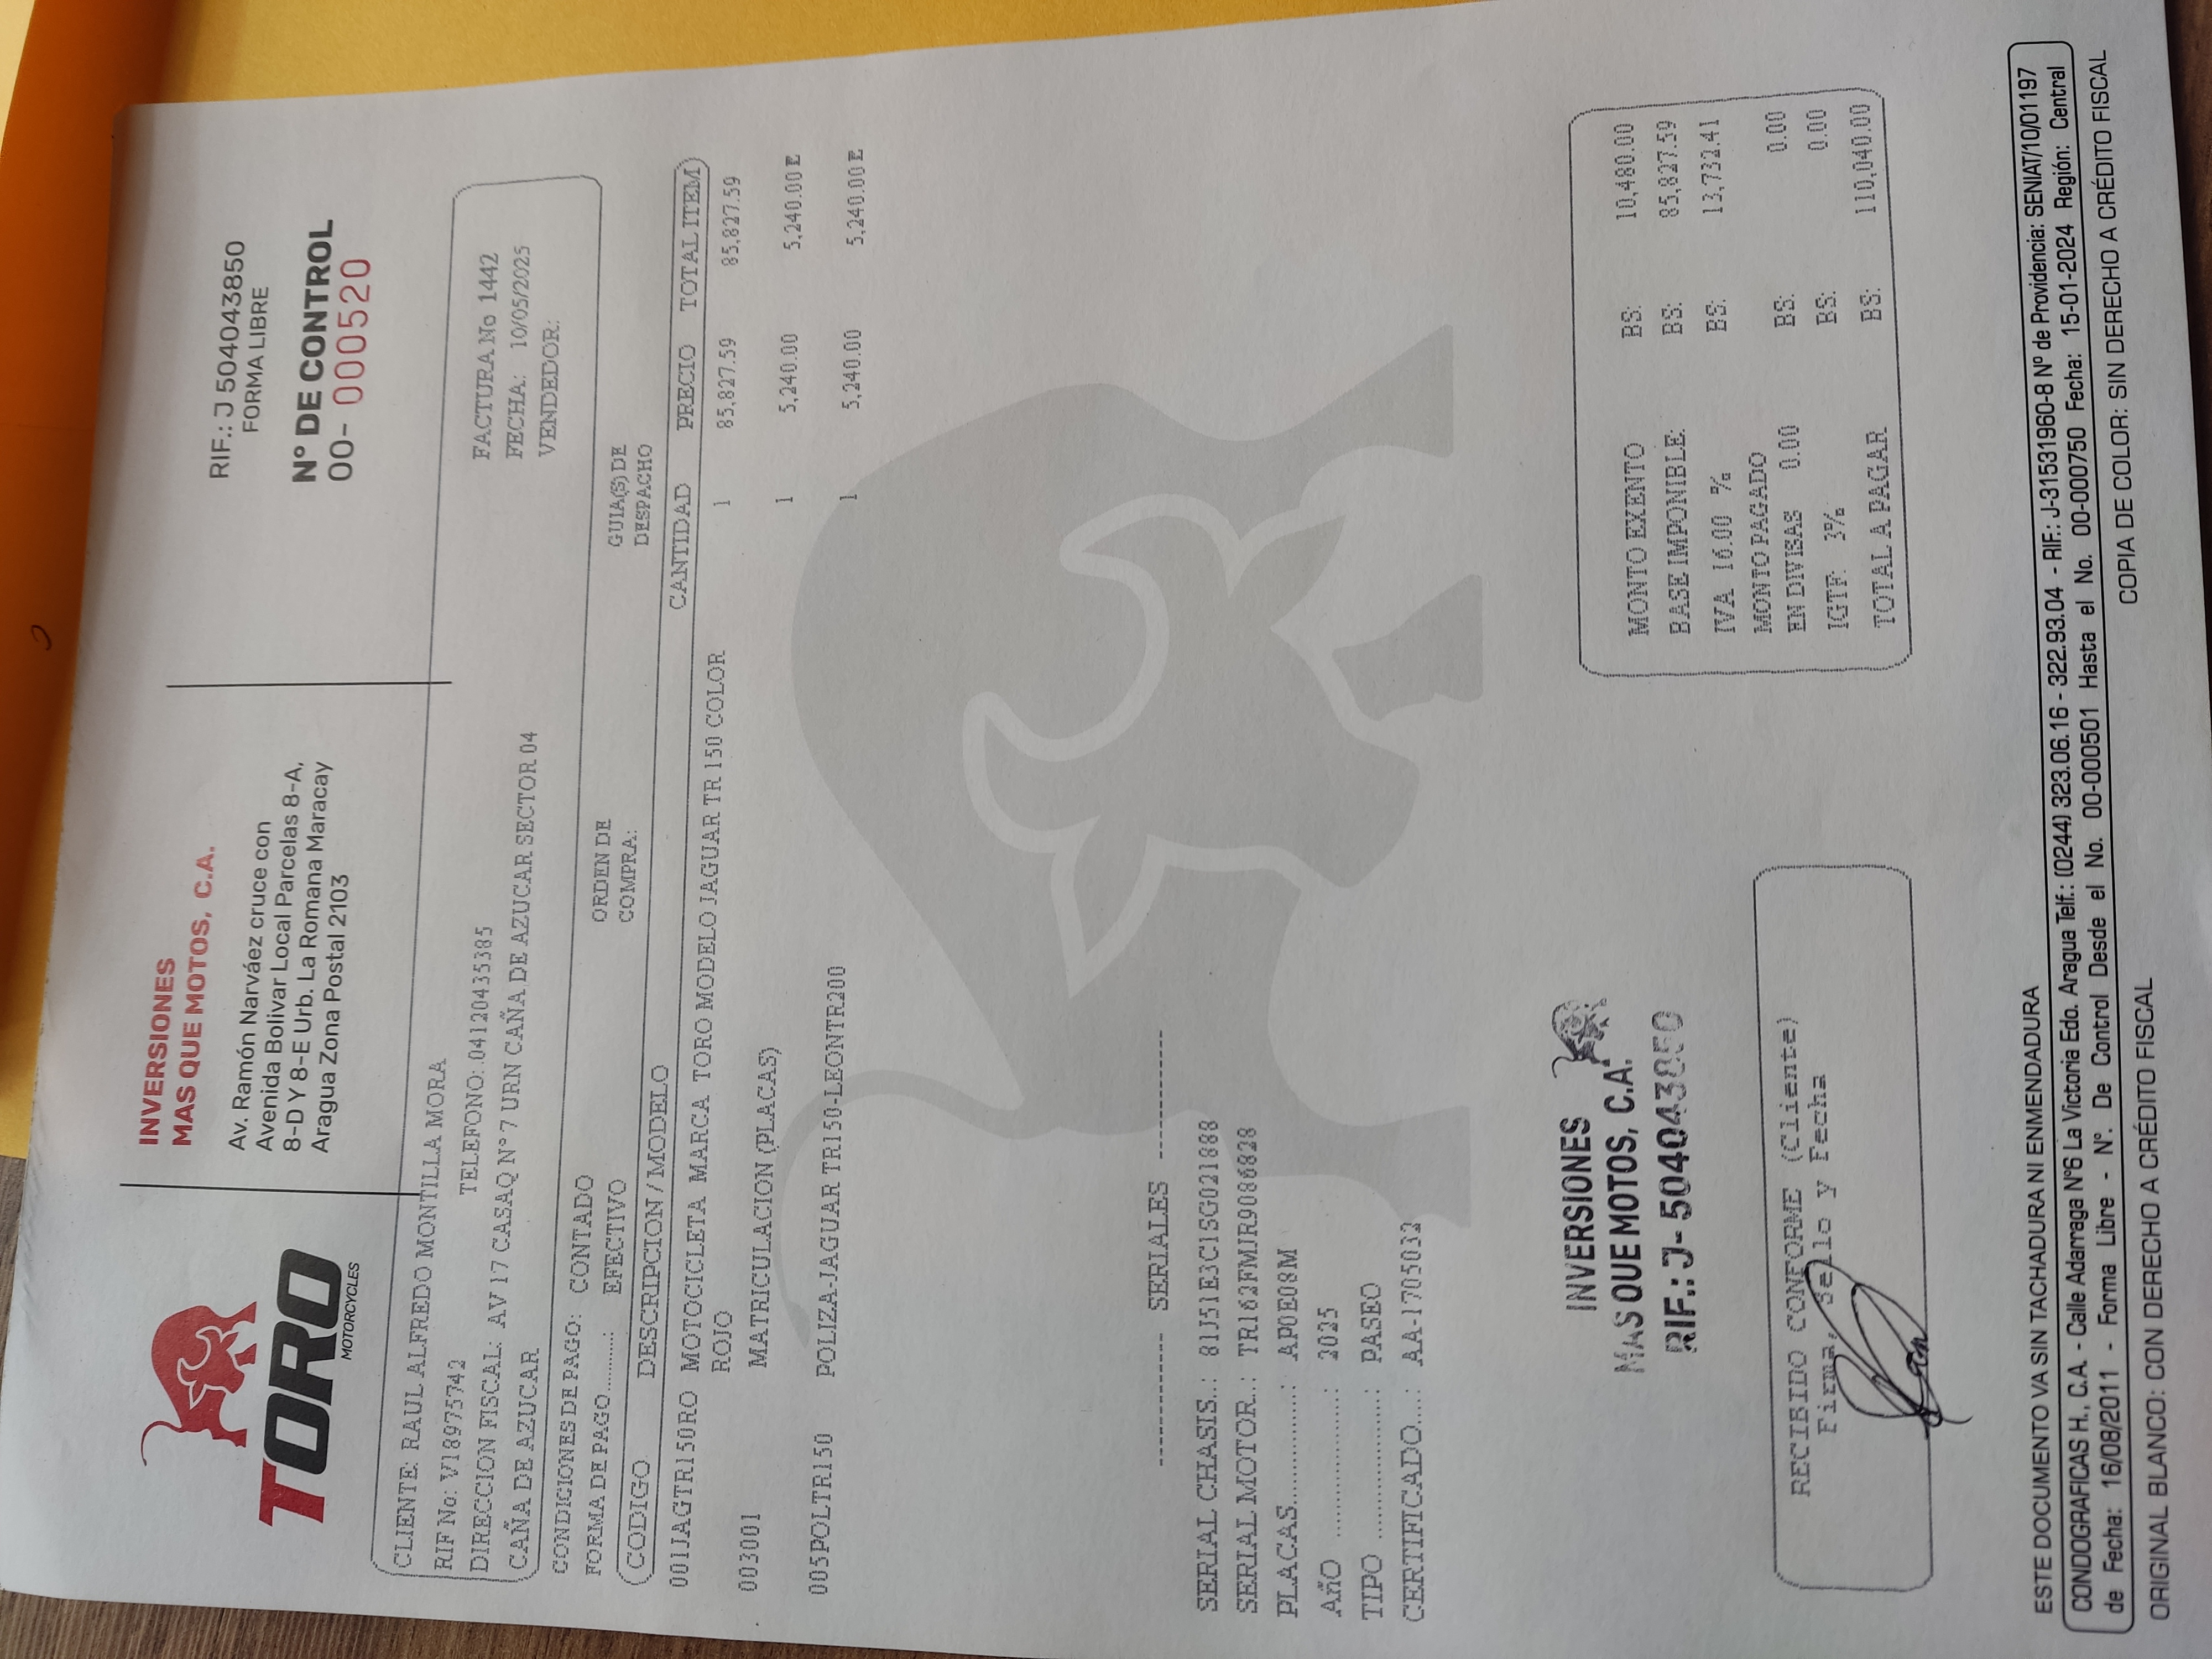 TORO
MOTORCYCLES
INVERSIONES
MAS QUE MOTOS, C.A.
Av. Ramón Narváez cruce con
Avenida Bolivar Local Parcelas 8-A,
8-D Y 8-E Urb. La Romana Maracay
Aragua Zona Postal 2103
RIF.: J 504043850
FORMA LIBRE
Nº DE CONTROL
00- 000520
CLIENTE: RAUL ALFREDO MONTILLA MORA
RIF No: V18975742 TELEFONO: 04120435385
DIRECCION FISCAL: AV 17 CASAQ Nº 7 URN CAÑA DE AZUCAR SECTOR 04
CAÑA DE AZUCAR
FACTURA No 1442
FECHA: 10/05/2025
VENDEDOR:
CONDICIONES DE PAGO: CONTADO
FORMA DE PAGO..........: EFECTIVO
ORDEN DE
COMPRA:
GUIA(S) DE
DESPACHO
CODIGO DESCRIPCION / MODELO CANTIDAD PRECIO TOTAL ITEM
001JAGTR150RO MOTOCICLETA MARCA TORO MODELO JAGUAR TR 150 COLOR 1 85,827.59 85,827.59
ROJO
003001 MATRICULACION (PLACAS) 1 5,240.00 5,240.00 E
005POLTR150 POLIZA-JAGUAR TR150-LEONTR200 1 5,240.00 5,240.00 E
------------ SERIALES ------------
SERIAL CHASIS..: 81J51E3C1SG021888
SERIAL MOTOR..: TR162FMJR9086828
PLACAS...............: AP0E08M
AÑO ..................: 2025
TIPO ..................: PASEO
CERTIFICADO....: AA-1705032
MONTO EXENTO BS: 10,480.00
BASE IMPONIBLE: BS: 85,827.59
IVA 16.00 % BS: 13,732.41
MONTO PAGADO
EN DIVISAS 0.00 BS: 0.00
IGTF: 3% BS: 0.00
TOTAL A PAGAR BS: 110,040.00
INVERSIONES
MAS QUE MOTOS, C.A.
RIF.: J- 504043850
RECIBIDO CONFORME (Cliente)
Firma, Sello y Fecha
ESTE DOCUMENTO VA SIN TACHADURA NI ENMENDADURA
CONDOGRAFICAS H., C.A. - Calle Adarraga Nº6 La Victoria Edo. Aragua Telf.: (0244) 323.06.16 - 322.93.04 - RIF.: J-31531960-8 Nº de Providencia: SENIAT/10/01197
de Fecha: 16/08/2011 - Forma Libre - Nº. De Control Desde el No. 00-000501 Hasta el No. 00-000750 Fecha: 15-01-2024 Región: Central
ORIGINAL BLANCO: CON DERECHO A CRÉDITO FISCAL COPIA DE COLOR: SIN DERECHO A CRÉDITO FISCAL